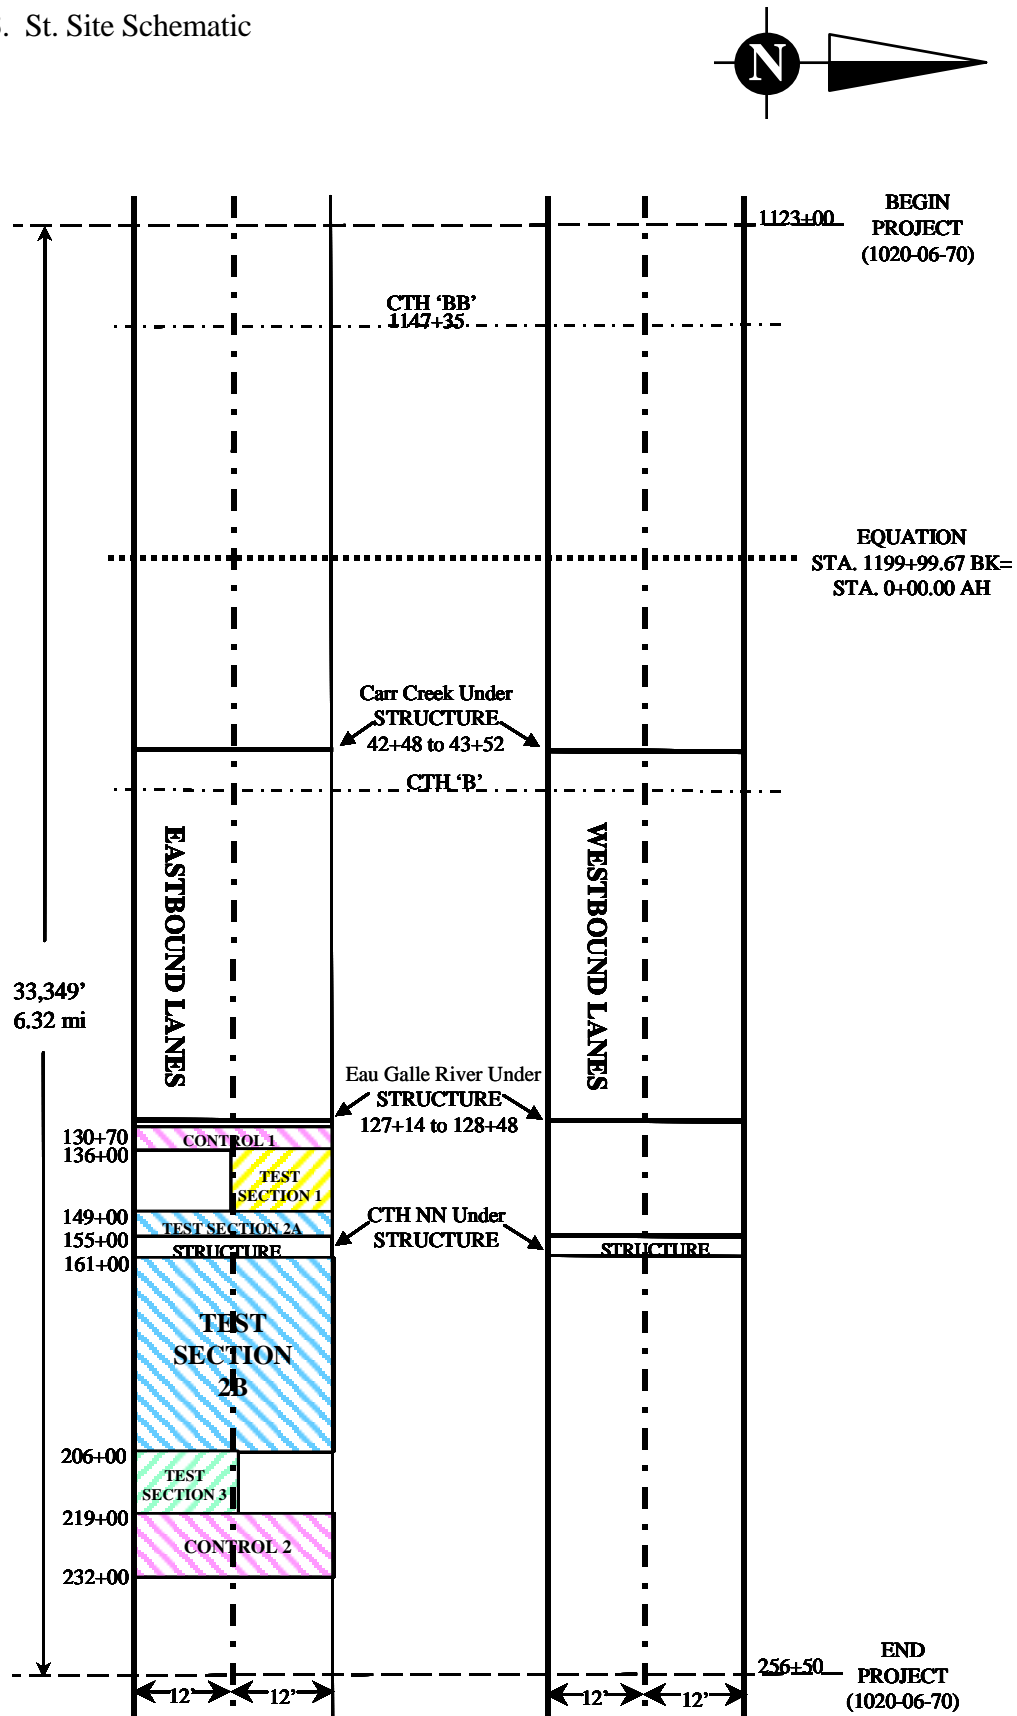 . St. Site Schematic
N
1123+00
BEGIN
PROJECT
(1020-06-70)
CTH ‘BB’
1147+35
EQUATION
STA. 1199+99.67 BK=
STA. 0+00.00 AH
Carr Creek Under
STRUCTURE
42+48 to 43+52
CTH ‘B’
EASTBOUND LANES
WESTBOUND LANES
33,349’
6.32 mi
Eau Galle River Under
STRUCTURE
127+14 to 128+48
130+70
CONTROL 1
136+00
TEST
SECTION 1
149+00
TEST SECTION 2A
CTH NN Under
STRUCTURE
155+00
STRUCTURE
STRUCTURE
161+00
TEST
SECTION
2B
206+00
TEST
SECTION 3
219+00
CONTROL 2
232+00
256+50
END
PROJECT
(1020-06-70)
12’
12’
12’
12’